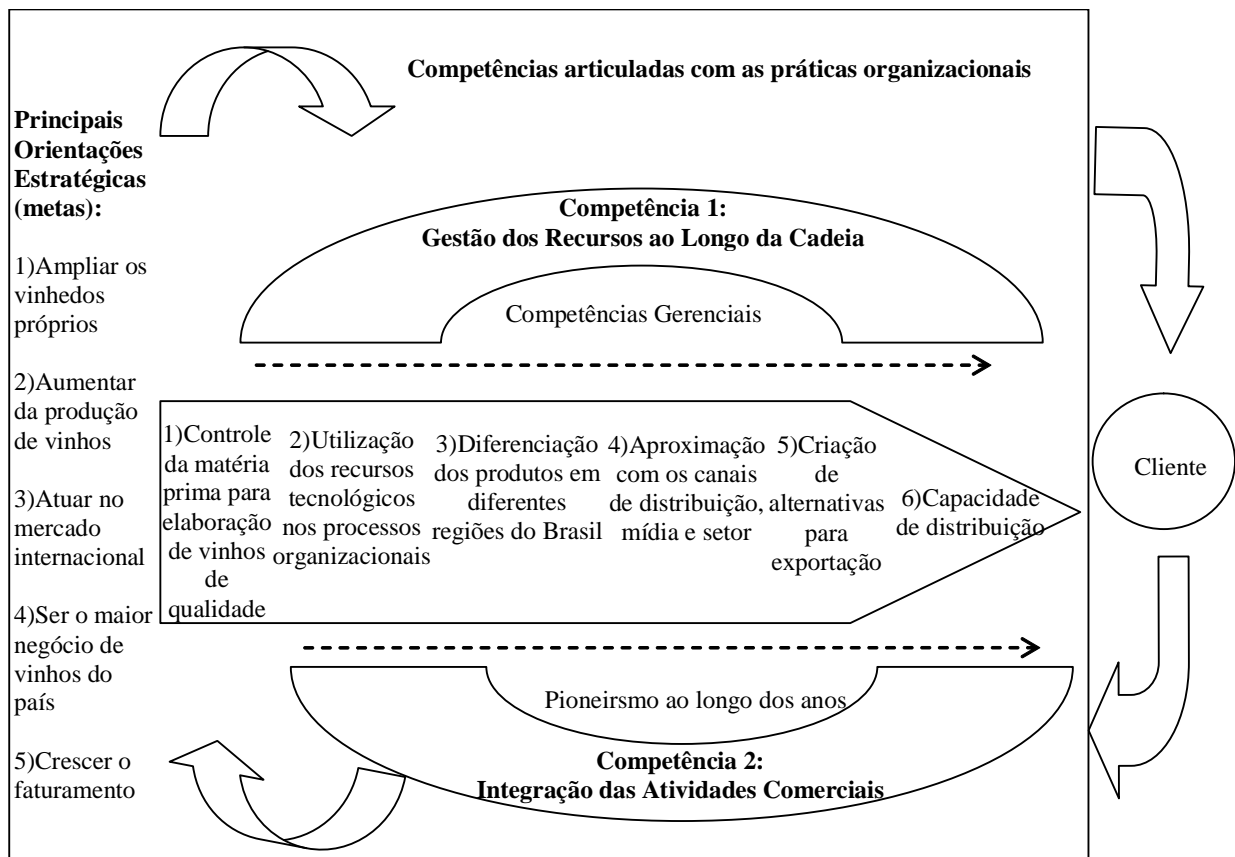 Competências articuladas com as práticas organizacionais
Principais
Orientações
Estratégicas
(metas):
1)Ampliar os
vinhedos
próprios
2)Aumentar
da produção
de vinhos
3)Atuar no
mercado
internacional
4)Ser o maior
negócio de
vinhos do
país
5)Crescer o
faturamento
Competência 1:
Gestão dos Recursos ao Longo da Cadeia
Competências Gerenciais
1)Controle
da matéria
prima para
elaboração
de vinhos
de
qualidade
2)Utilização
dos recursos
tecnológicos
nos processos
organizacionais
3)Diferenciação
dos produtos em
diferentes
regiões do Brasil
4)Aproximação
com os canais
de distribuição,
mídia e setor
5)Criação
de
alternativas
para
exportação
6)Capacidade
de distribuição
Cliente
Pioneirsmo ao longo dos anos
Competência 2:
Integração das Atividades Comerciais